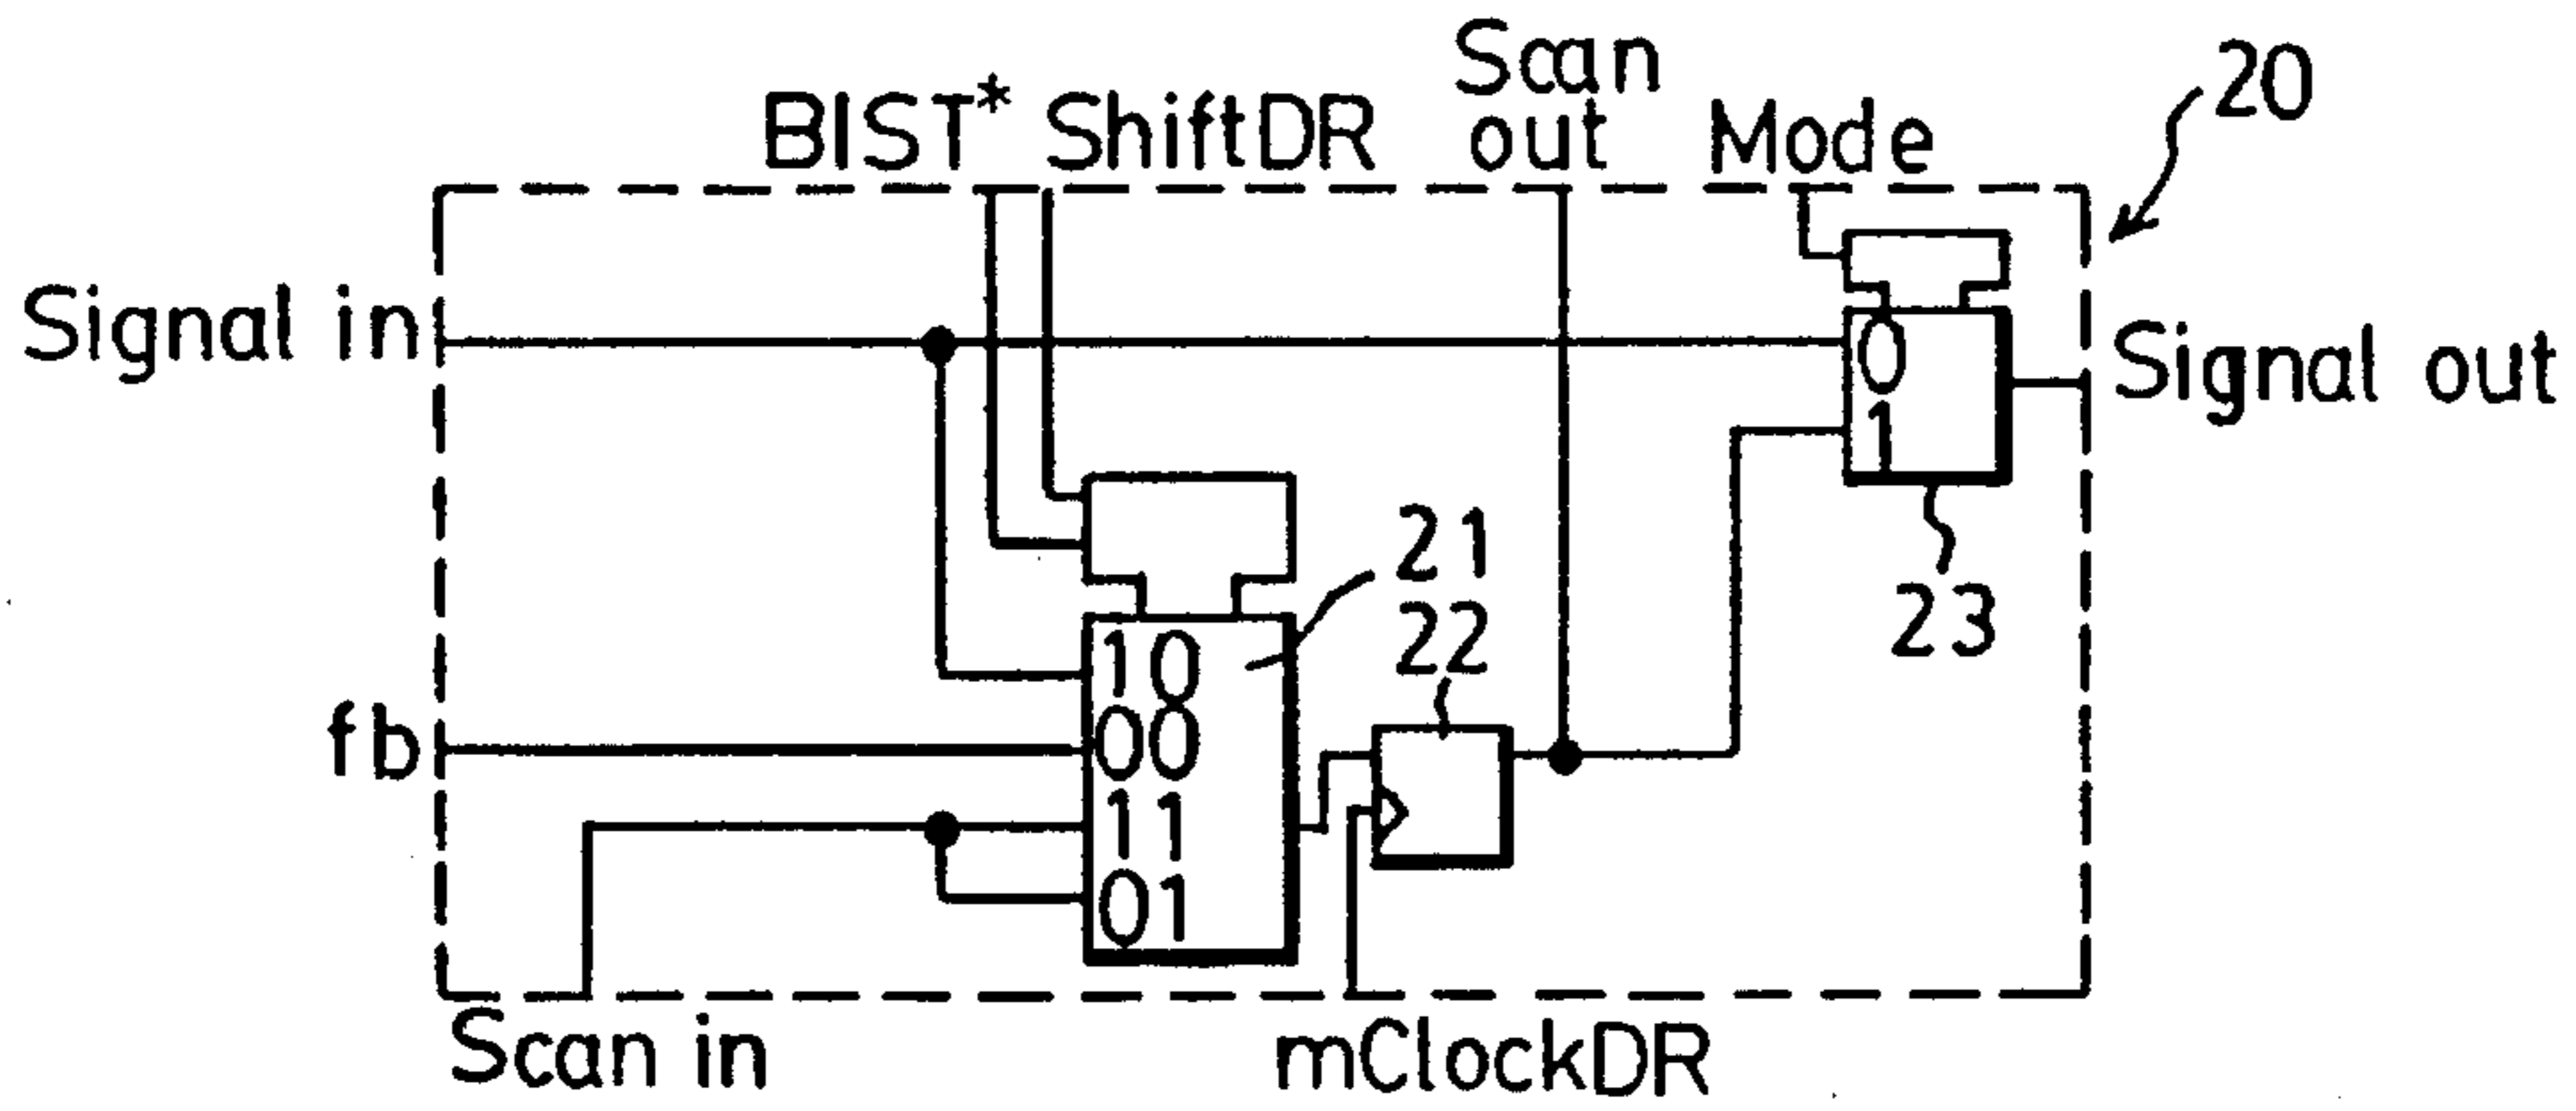 BIST* ShiftDR
Scan
out
Mode
20
Signal in
Signal out
0
1
23
21
22
10
00
11
01
fb
Scan in
mClockDR